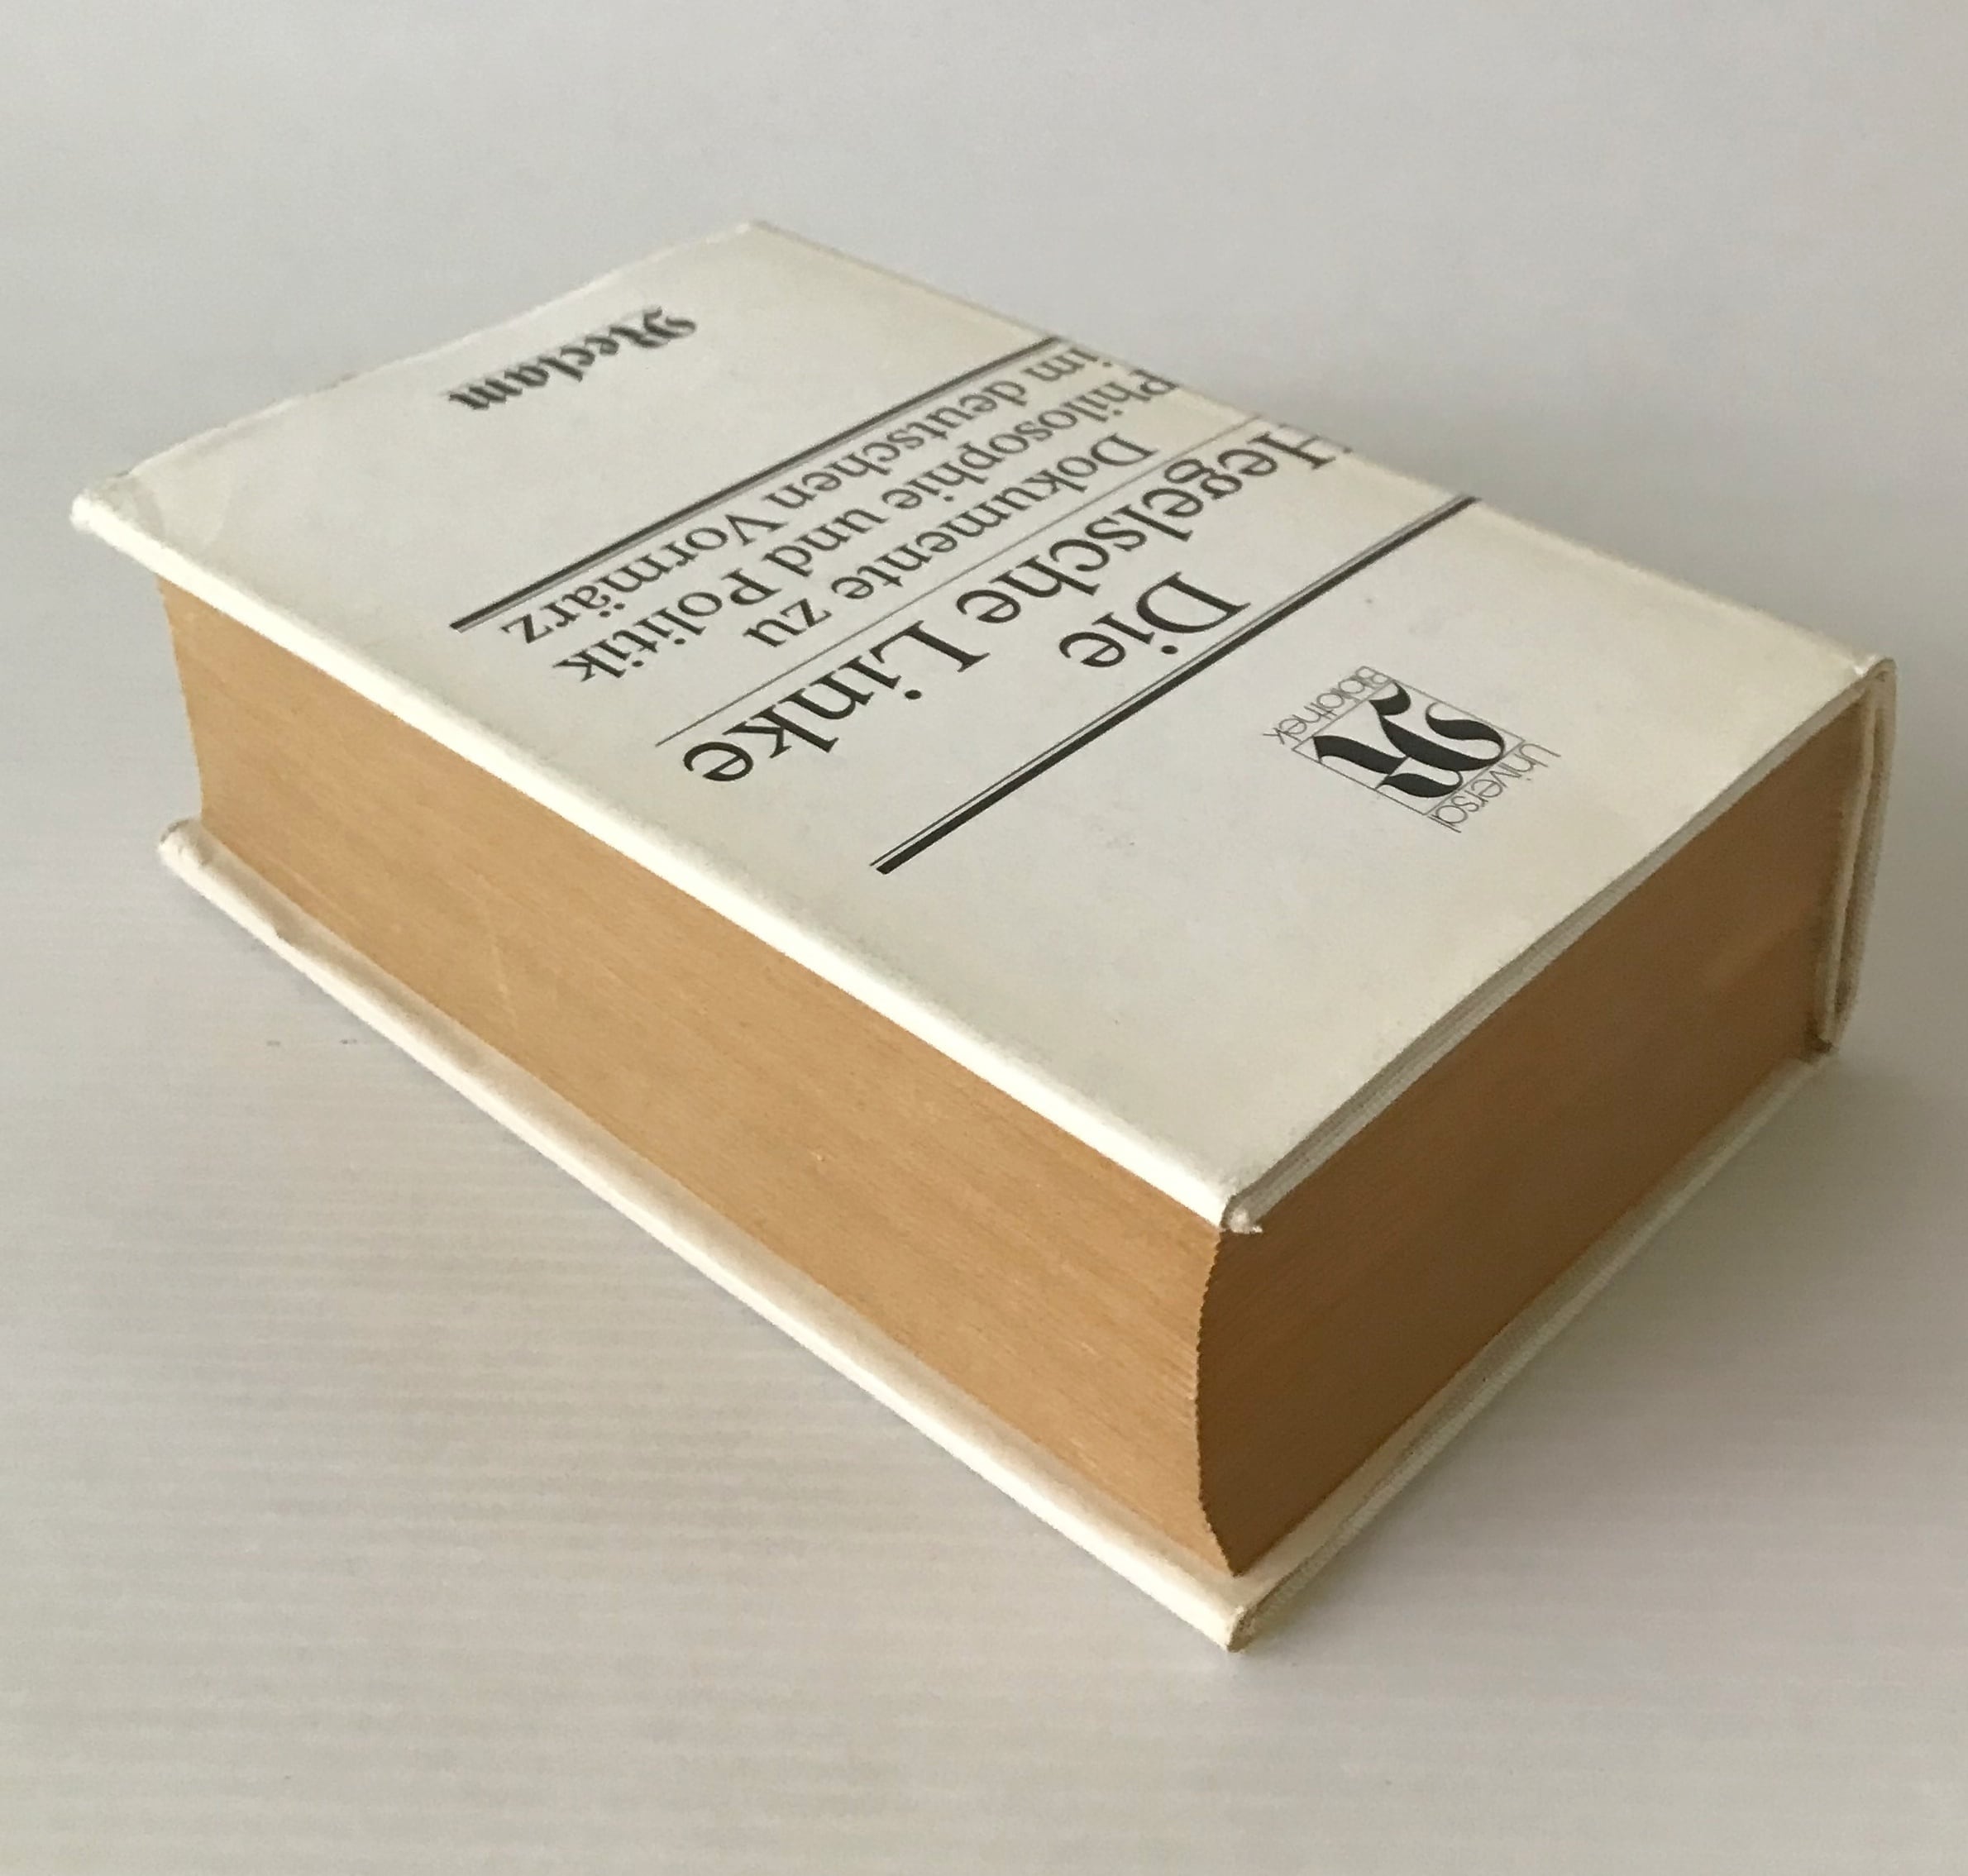 Universal
Bibliothek
Die
Hegelsche Linke
Dokumente zu
Philosophie und Politik
im deutschen Vormärz
Reclam